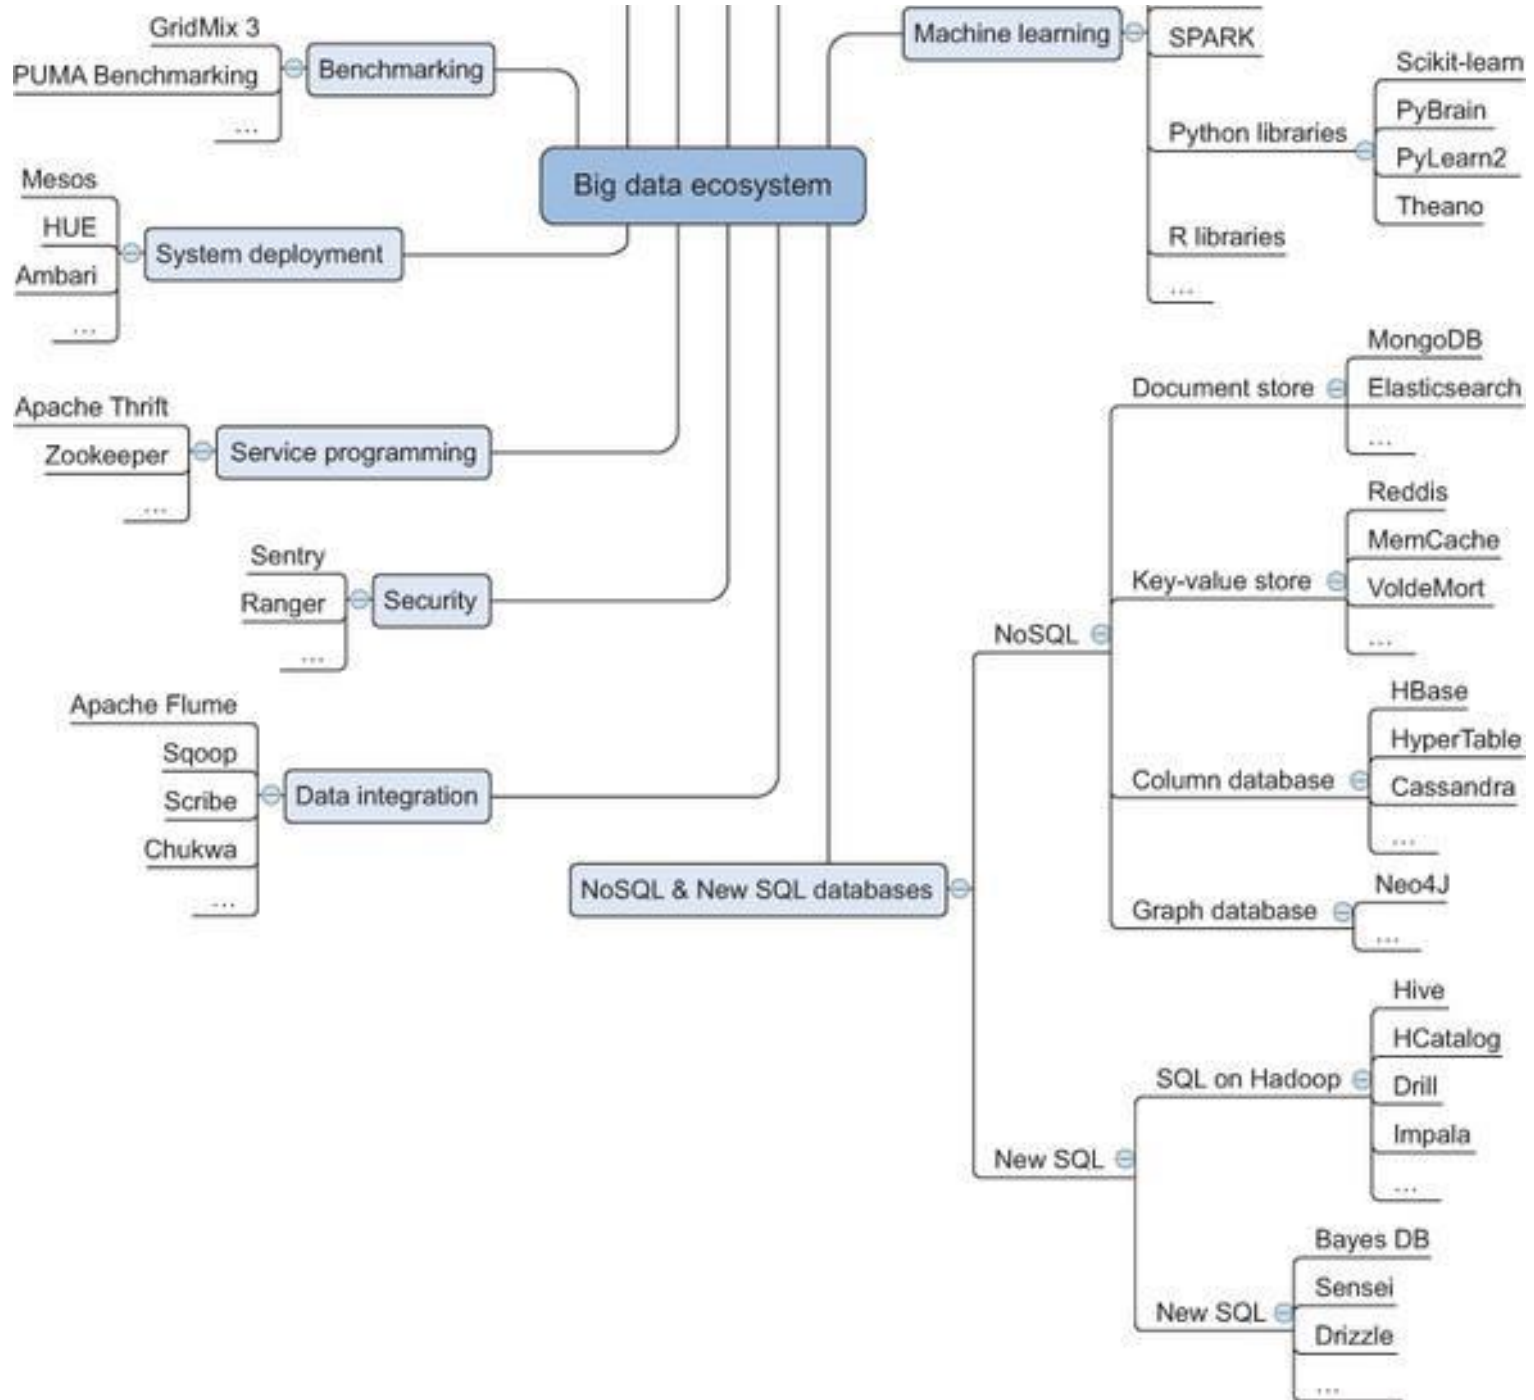 GridMix 3
PUMA Benchmarking
...
Benchmarking
Mesos
HUE
Ambari
...
System deployment
Apache Thrift
Zookeeper
...
Service programming
Sentry
Ranger
...
Security
Apache Flume
Sqoop
Scribe
Chukwa
...
Data integration
Big data ecosystem
Machine learning
SPARK
Python libraries
Scikit-learn
PyBrain
PyLearn2
Theano
R libraries
...
NoSQL & New SQL databases
NoSQL
Document store
MongoDB
Elasticsearch
...
Key-value store
Reddis
MemCache
VoldeMort
...
Column database
HBase
HyperTable
Cassandra
...
Graph database
Neo4J
...
New SQL
SQL on Hadoop
Hive
HCatalog
Drill
Impala
...
New SQL
Bayes DB
Sensei
Drizzle
...